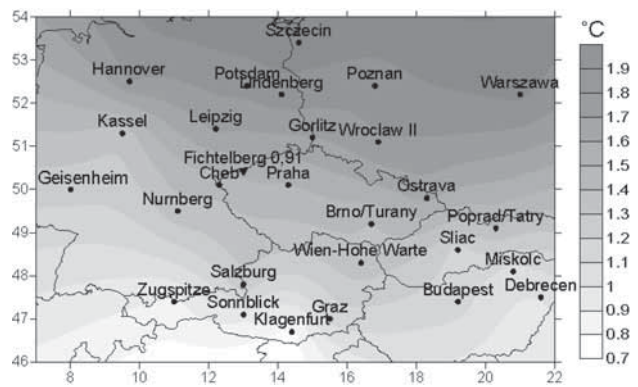 54
Szczecin
°C
53
Hannover
Potsdam
Lindenberg
Poznan
Warszawa
1.9
52
1.8
Kassel
Leipzig
Gorlitz
Wroclaw II
1.7
51
1.6
Fichtelberg 0,91
1.5
Geisenheim
Cheb
Praha
Ostrava
1.4
50
Nurnberg
Brno/Turany
Poprad/Tatry
1.3
49
Sliac
1.2
Wien-Hohe Warte
Miskolc
1.1
48
Salzburg
Zugspitze
Budapest
Debrecen
1
Sonnblick
Graz
0.9
47
Klagenfurt
0.8
46
0.7
8 10 12 14 16 18 20 22